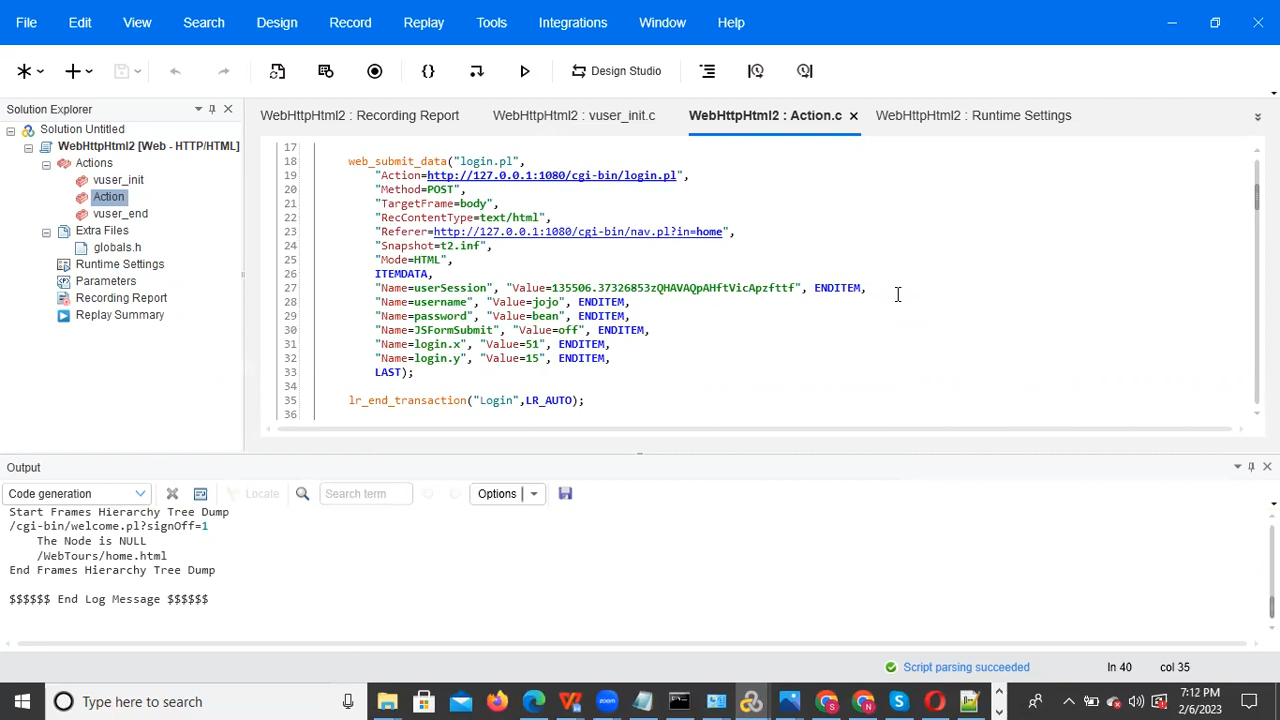 File Edit View Search Design Record Replay Tools Integrations Window Help
Design Studio
Solution Explorer
Solution Untitled
WebHttpHtml2 [Web - HTTP/HTML]
Actions
vuser_init
Action
vuser_end
Extra Files
globals.h
Runtime Settings
Parameters
Recording Report
Replay Summary
WebHttpHtml2 : Recording Report WebHttpHtml2 : vuser_init.c WebHttpHtml2 : Action.c WebHttpHtml2 : Runtime Settings
17
18 web_submit_data("login.pl",
19 "Action=http://127.0.0.1:1080/cgi-bin/login.pl",
20 "Method=POST",
21 "TargetFrame=body",
22 "RecContentType=text/html",
23 "Referer=http://127.0.0.1:1080/cgi-bin/nav.pl?in=home",
24 "Snapshot=t2.inf",
25 "Mode=HTML",
26 ITEMDATA,
27 "Name=userSession", "Value=135506.37326853zQHAVAQpAHftVicApzfttf", ENDITEM,
28 "Name=username", "Value=jojo", ENDITEM,
29 "Name=password", "Value=bean", ENDITEM,
30 "Name=JSFormSubmit", "Value=off", ENDITEM,
31 "Name=login.x", "Value=51", ENDITEM,
32 "Name=login.y", "Value=15", ENDITEM,
33 LAST);
34
35 lr_end_transaction("Login",LR_AUTO);
36
Output
Code generation Locate Search term Options
Start Frames Hierarchy Tree Dump
/cgi-bin/welcome.pl?signOff=1
The Node is NULL
/WebTours/home.html
End Frames Hierarchy Tree Dump
$$$$$$ End Log Message $$$$$$
Script parsing succeeded ln 40 col 35
Type here to search
7:12 PM
2/6/2023